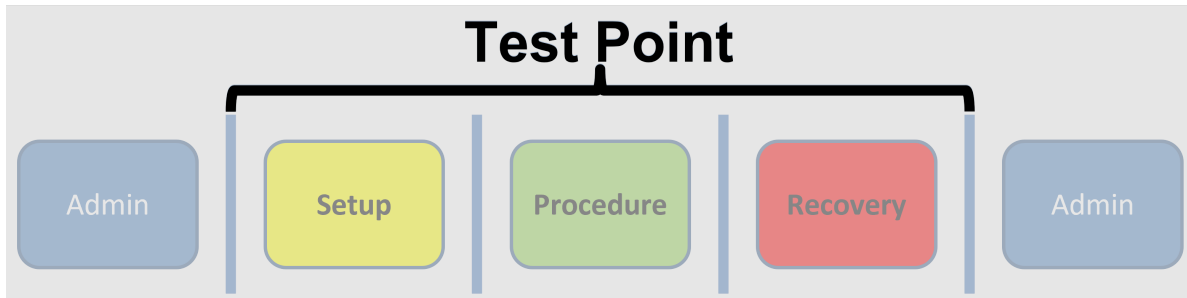 Test Point
Admin
Setup
Procedure
Recovery
Admin